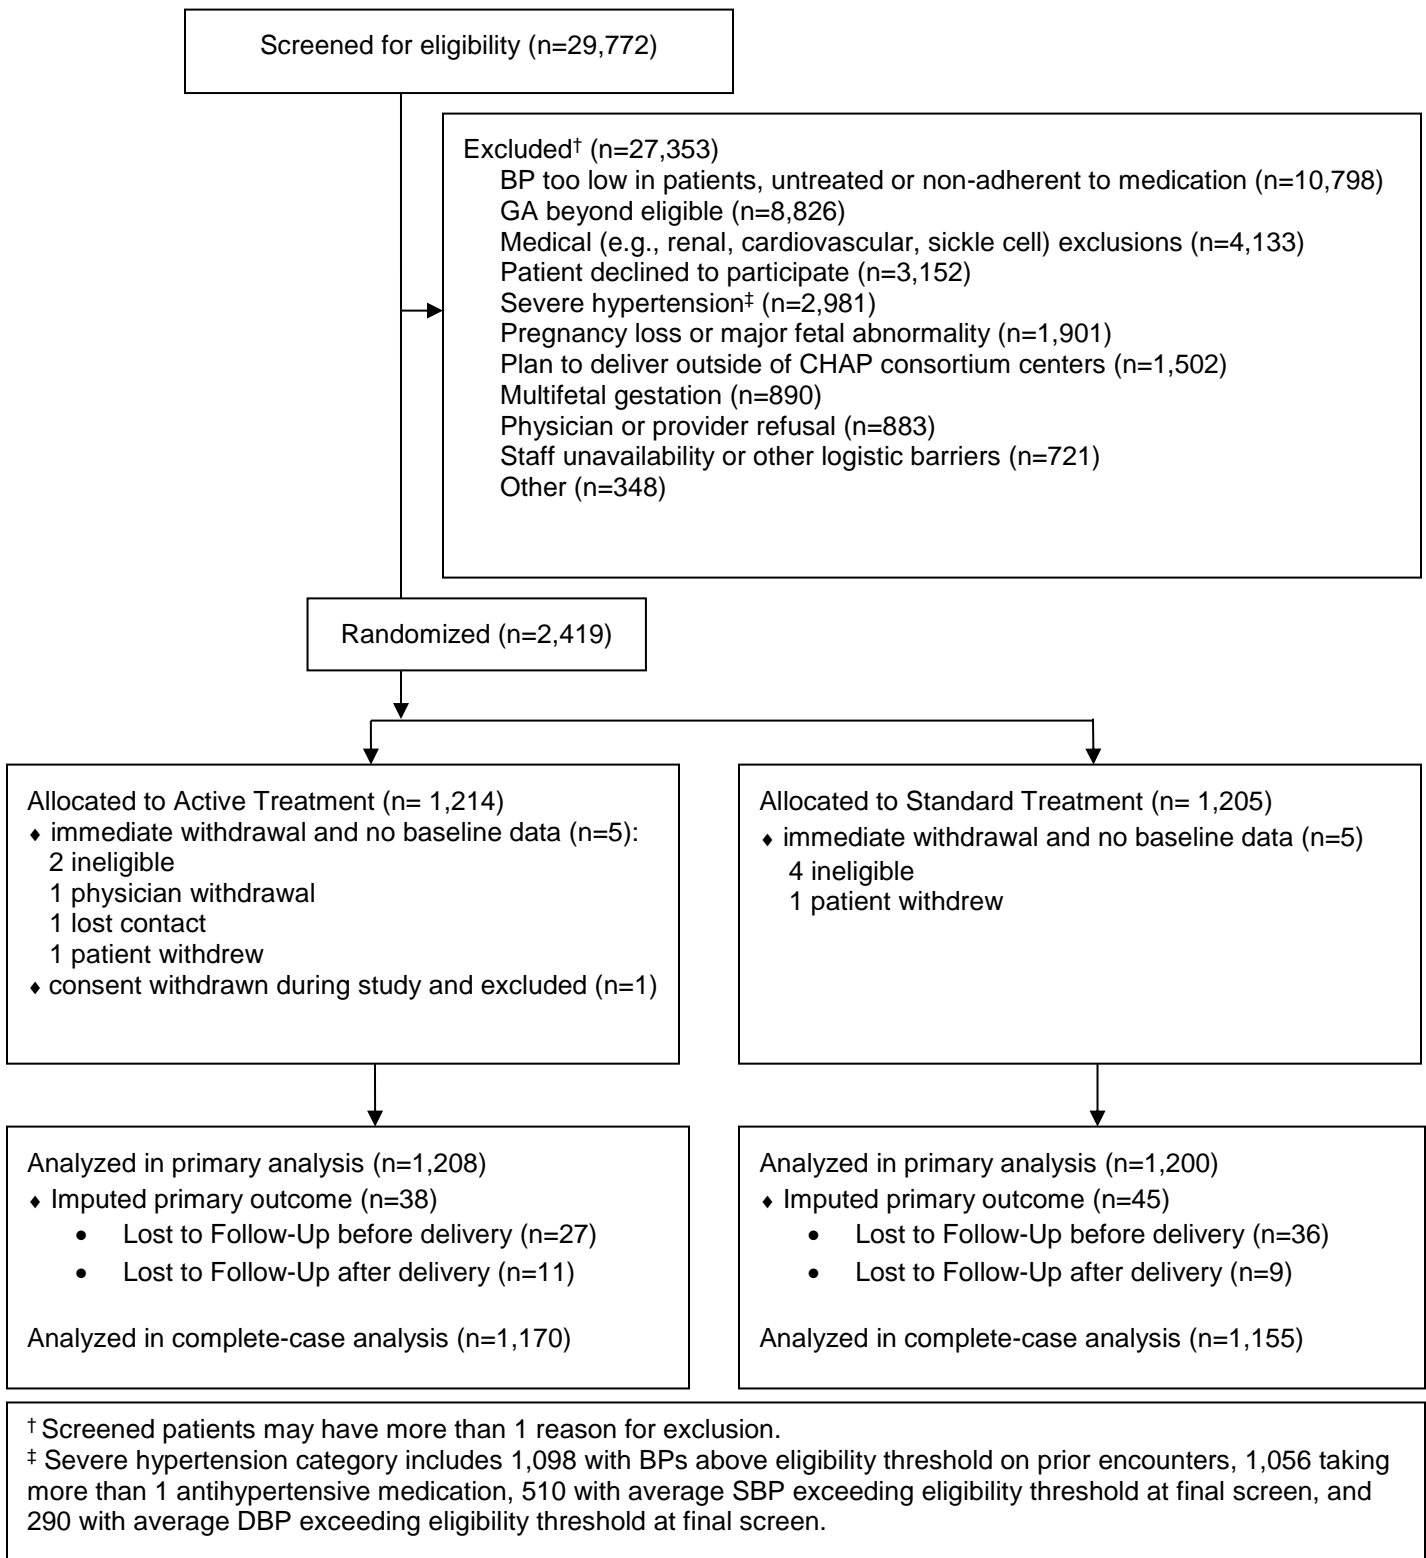 Screened for eligibility (n=29,772)
Excluded† (n=27,353)
BP too low in patients, untreated or non-adherent to medication (n=10,798)
GA beyond eligible (n=8,826)
Medical (e.g., renal, cardiovascular, sickle cell) exclusions (n=4,133)
Patient declined to participate (n=3,152)
Severe hypertension‡ (n=2,981)
Pregnancy loss or major fetal abnormality (n=1,901)
Plan to deliver outside of CHAP consortium centers (n=1,502)
Multifetal gestation (n=890)
Physician or provider refusal (n=883)
Staff unavailability or other logistic barriers (n=721)
Other (n=348)
Randomized (n=2,419)
Allocated to Active Treatment (n= 1,214)
♦ immediate withdrawal and no baseline data (n=5):
2 ineligible
1 physician withdrawal
1 lost contact
1 patient withdrew
♦ consent withdrawn during study and excluded (n=1)
Allocated to Standard Treatment (n= 1,205)
♦ immediate withdrawal and no baseline data (n=5)
4 ineligible
1 patient withdrew
Analyzed in primary analysis (n=1,208)
♦ Imputed primary outcome (n=38)
• Lost to Follow-Up before delivery (n=27)
• Lost to Follow-Up after delivery (n=11)
Analyzed in complete-case analysis (n=1,170)
Analyzed in primary analysis (n=1,200)
♦ Imputed primary outcome (n=45)
• Lost to Follow-Up before delivery (n=36)
• Lost to Follow-Up after delivery (n=9)
Analyzed in complete-case analysis (n=1,155)
† Screened patients may have more than 1 reason for exclusion.
‡ Severe hypertension category includes 1,098 with BPs above eligibility threshold on prior encounters, 1,056 taking
more than 1 antihypertensive medication, 510 with average SBP exceeding eligibility threshold at final screen, and
290 with average DBP exceeding eligibility threshold at final screen.